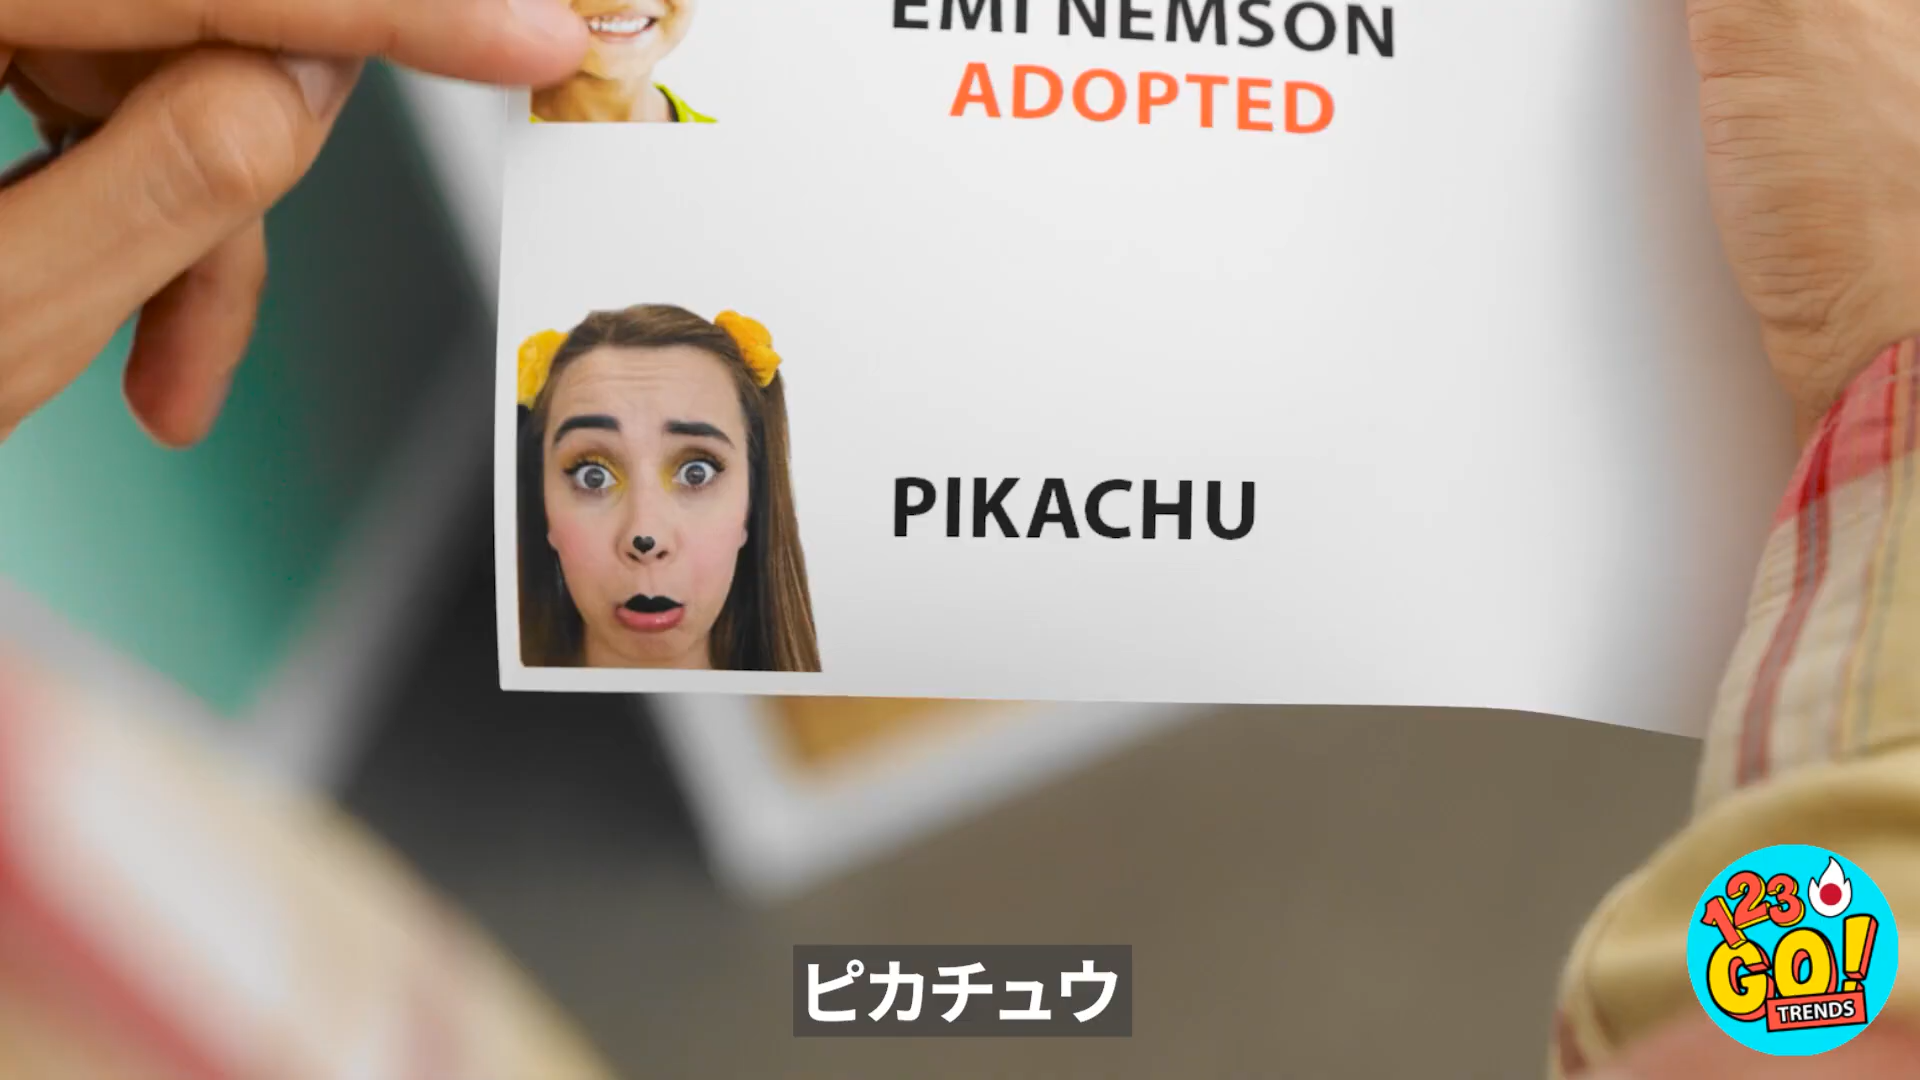 EMI NEMSON
ADOPTED
PIKACHU
ピカチュウ
123
GO!
TRENDS